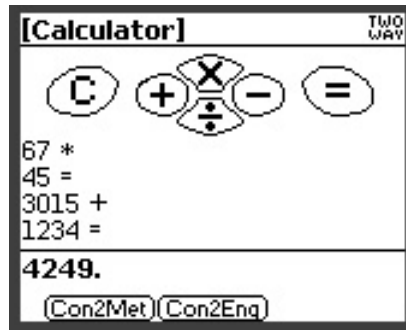 [Calculator] TWO WAY
C + × ÷ − =
67 *
45 =
3015 +
1234 =
4249.
(Con2Met) (Con2Eng)